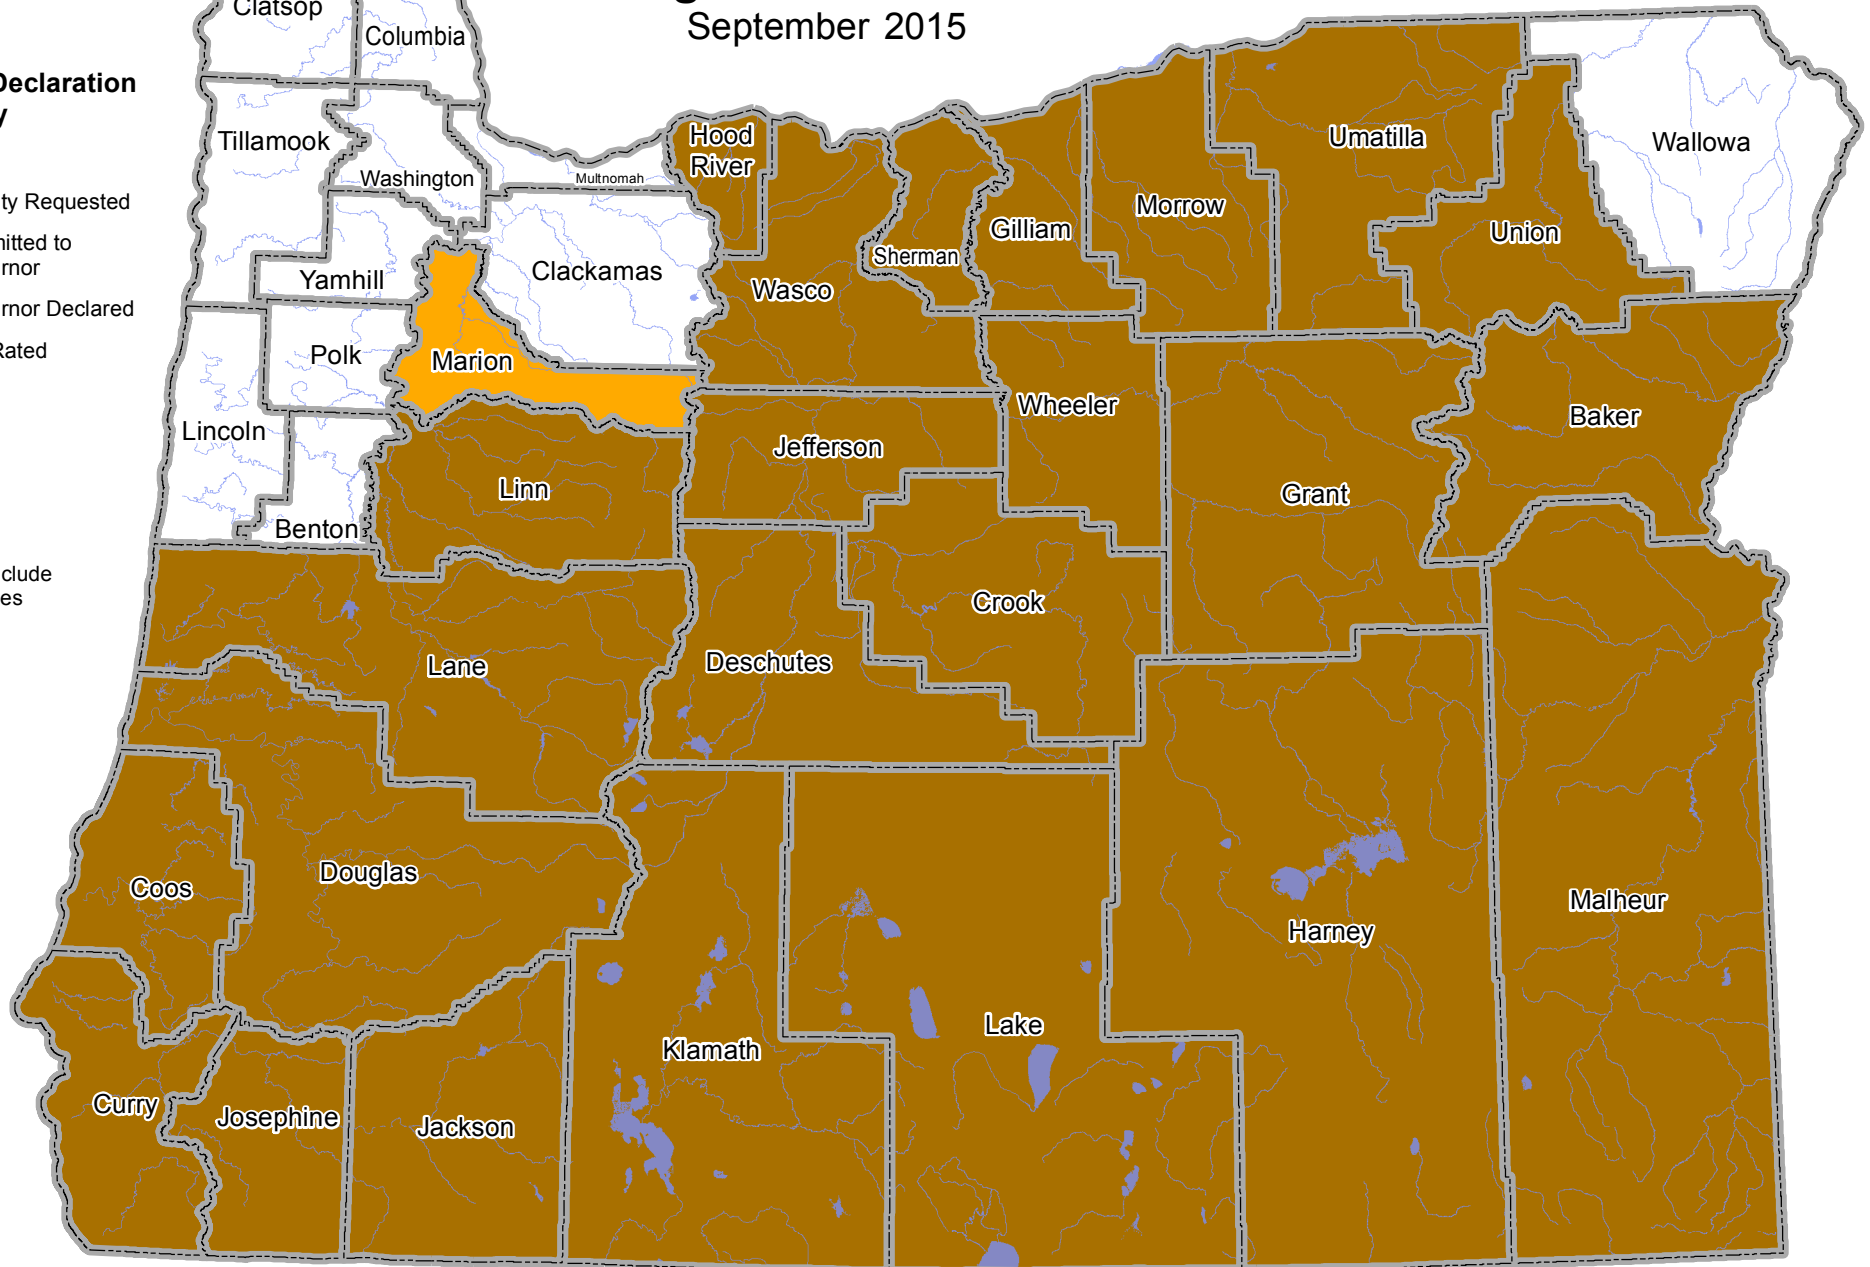 September 2015
Declaration
ty Requested
nitted to
rnor
rnor Declared
Rated
clude
es
Clatsop
Columbia
Tillamook
Washington
Multnomah
Hood
River
Umatilla
Wallowa
Morrow
Gilliam
Union
Sherman
Clackamas
Yamhill
Wasco
Polk
Marion
Wheeler
Baker
Lincoln
Jefferson
Linn
Grant
Benton
Crook
Deschutes
Lane
Douglas
Coos
Malheur
Harney
Lake
Klamath
Curry
Josephine
Jackson